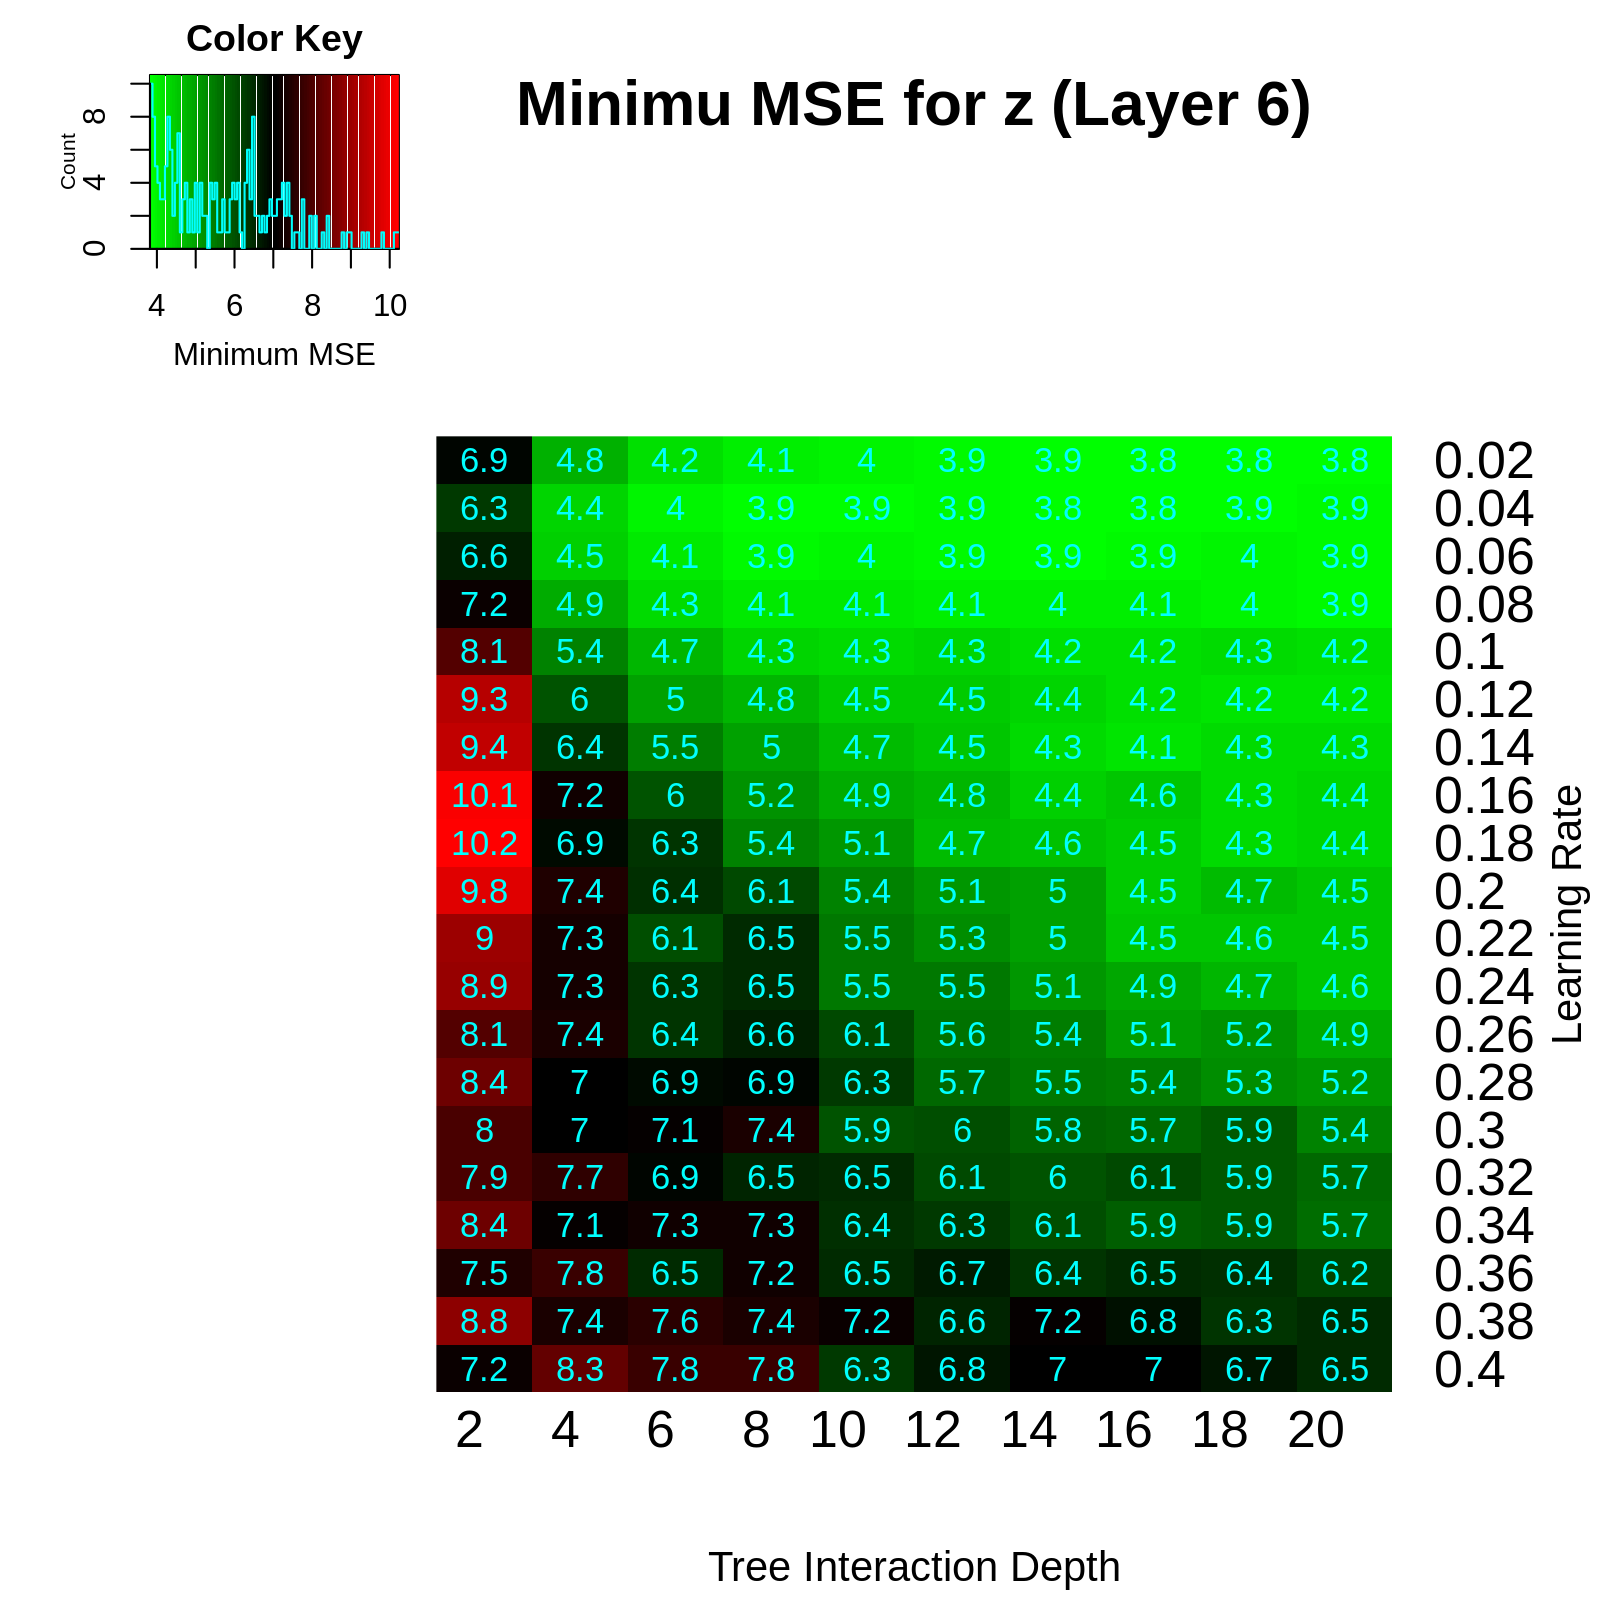 Color Key
Minimu MSE for z (Layer 6)
Count
0 4 8
4 6 8 10
Minimum MSE
6.9 4.8 4.2 4.1 4 3.9 3.9 3.8 3.8 3.8 0.02
6.3 4.4 4 3.9 3.9 3.9 3.8 3.8 3.9 3.9 0.04
6.6 4.5 4.1 3.9 4 3.9 3.9 3.9 4 3.9 0.06
7.2 4.9 4.3 4.1 4.1 4.1 4 4.1 4 3.9 0.08
8.1 5.4 4.7 4.3 4.3 4.3 4.2 4.2 4.3 4.2 0.1
9.3 6 5 4.8 4.5 4.5 4.4 4.2 4.2 4.2 0.12
9.4 6.4 5.5 5 4.7 4.5 4.3 4.1 4.3 4.3 0.14
10.1 7.2 6 5.2 4.9 4.8 4.4 4.6 4.3 4.4 0.16
10.2 6.9 6.3 5.4 5.1 4.7 4.6 4.5 4.3 4.4 0.18
9.8 7.4 6.4 6.1 5.4 5.1 5 4.5 4.7 4.5 0.2
9 7.3 6.1 6.5 5.5 5.3 5 4.5 4.6 4.5 0.22
8.9 7.3 6.3 6.5 5.5 5.5 5.1 4.9 4.7 4.6 0.24
8.1 7.4 6.4 6.6 6.1 5.6 5.4 5.1 5.2 4.9 0.26
8.4 7 6.9 6.9 6.3 5.7 5.5 5.4 5.3 5.2 0.28
8 7 7.1 7.4 5.9 6 5.8 5.7 5.9 5.4 0.3
7.9 7.7 6.9 6.5 6.5 6.1 6 6.1 5.9 5.7 0.32
8.4 7.1 7.3 7.3 6.4 6.3 6.1 5.9 5.9 5.7 0.34
7.5 7.8 6.5 7.2 6.5 6.7 6.4 6.5 6.4 6.2 0.36
8.8 7.4 7.6 7.4 7.2 6.6 7.2 6.8 6.3 6.5 0.38
7.2 8.3 7.8 7.8 6.3 6.8 7 7 6.7 6.5 0.4
Learning Rate
2 4 6 8 10 12 14 16 18 20
Tree Interaction Depth